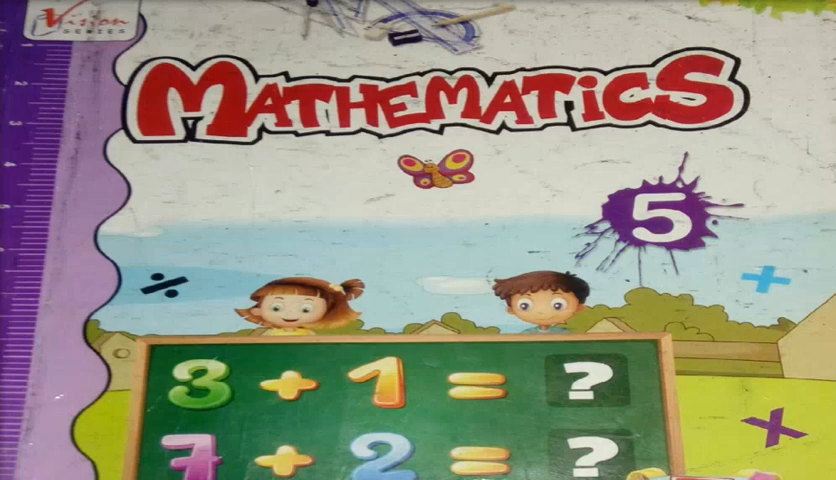 Vision
SERIES
MATHEMATiCS
5
÷
+
3 + 1 = ?
×
7 + 2 = ?